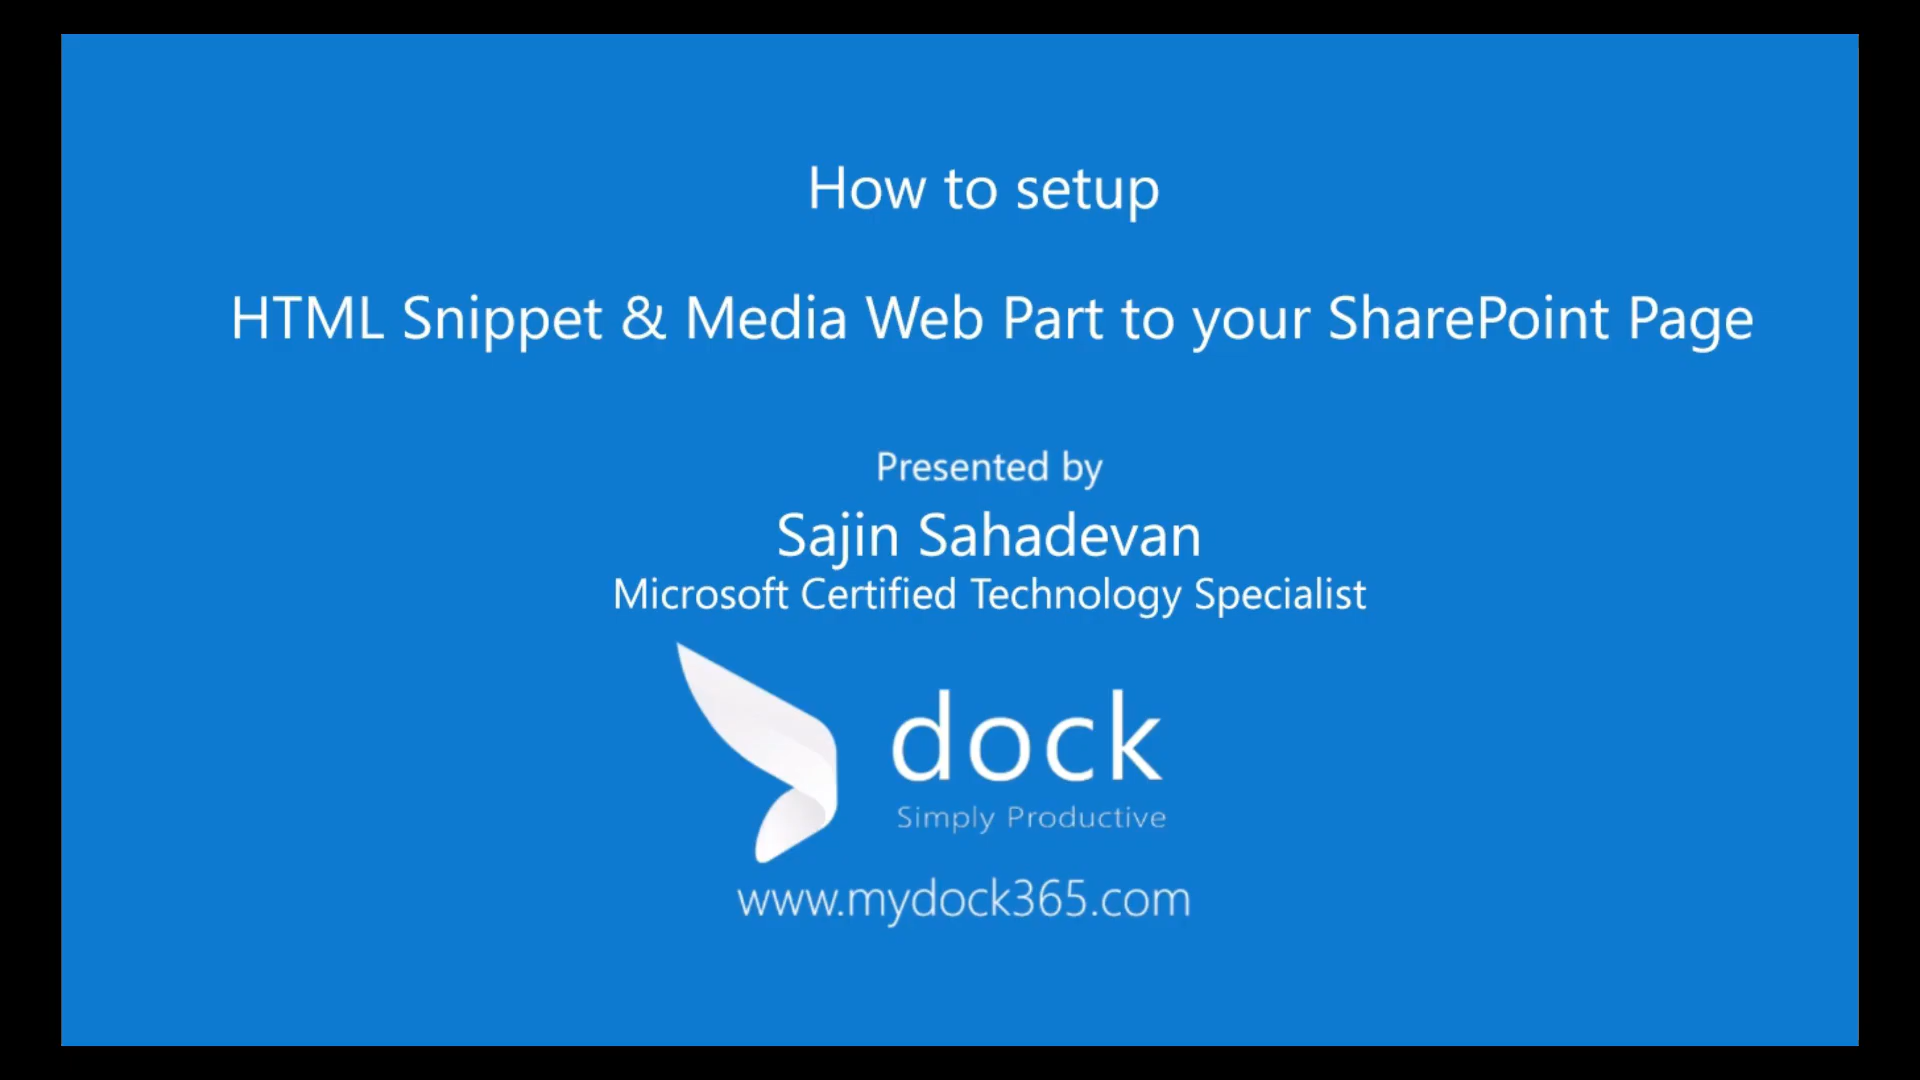 How to setup
HTML Snippet & Media Web Part to your SharePoint Page
Presented by
Sajin Sahadevan
Microsoft Certified Technology Specialist
dock
Simply Productive
www.mydock365.com